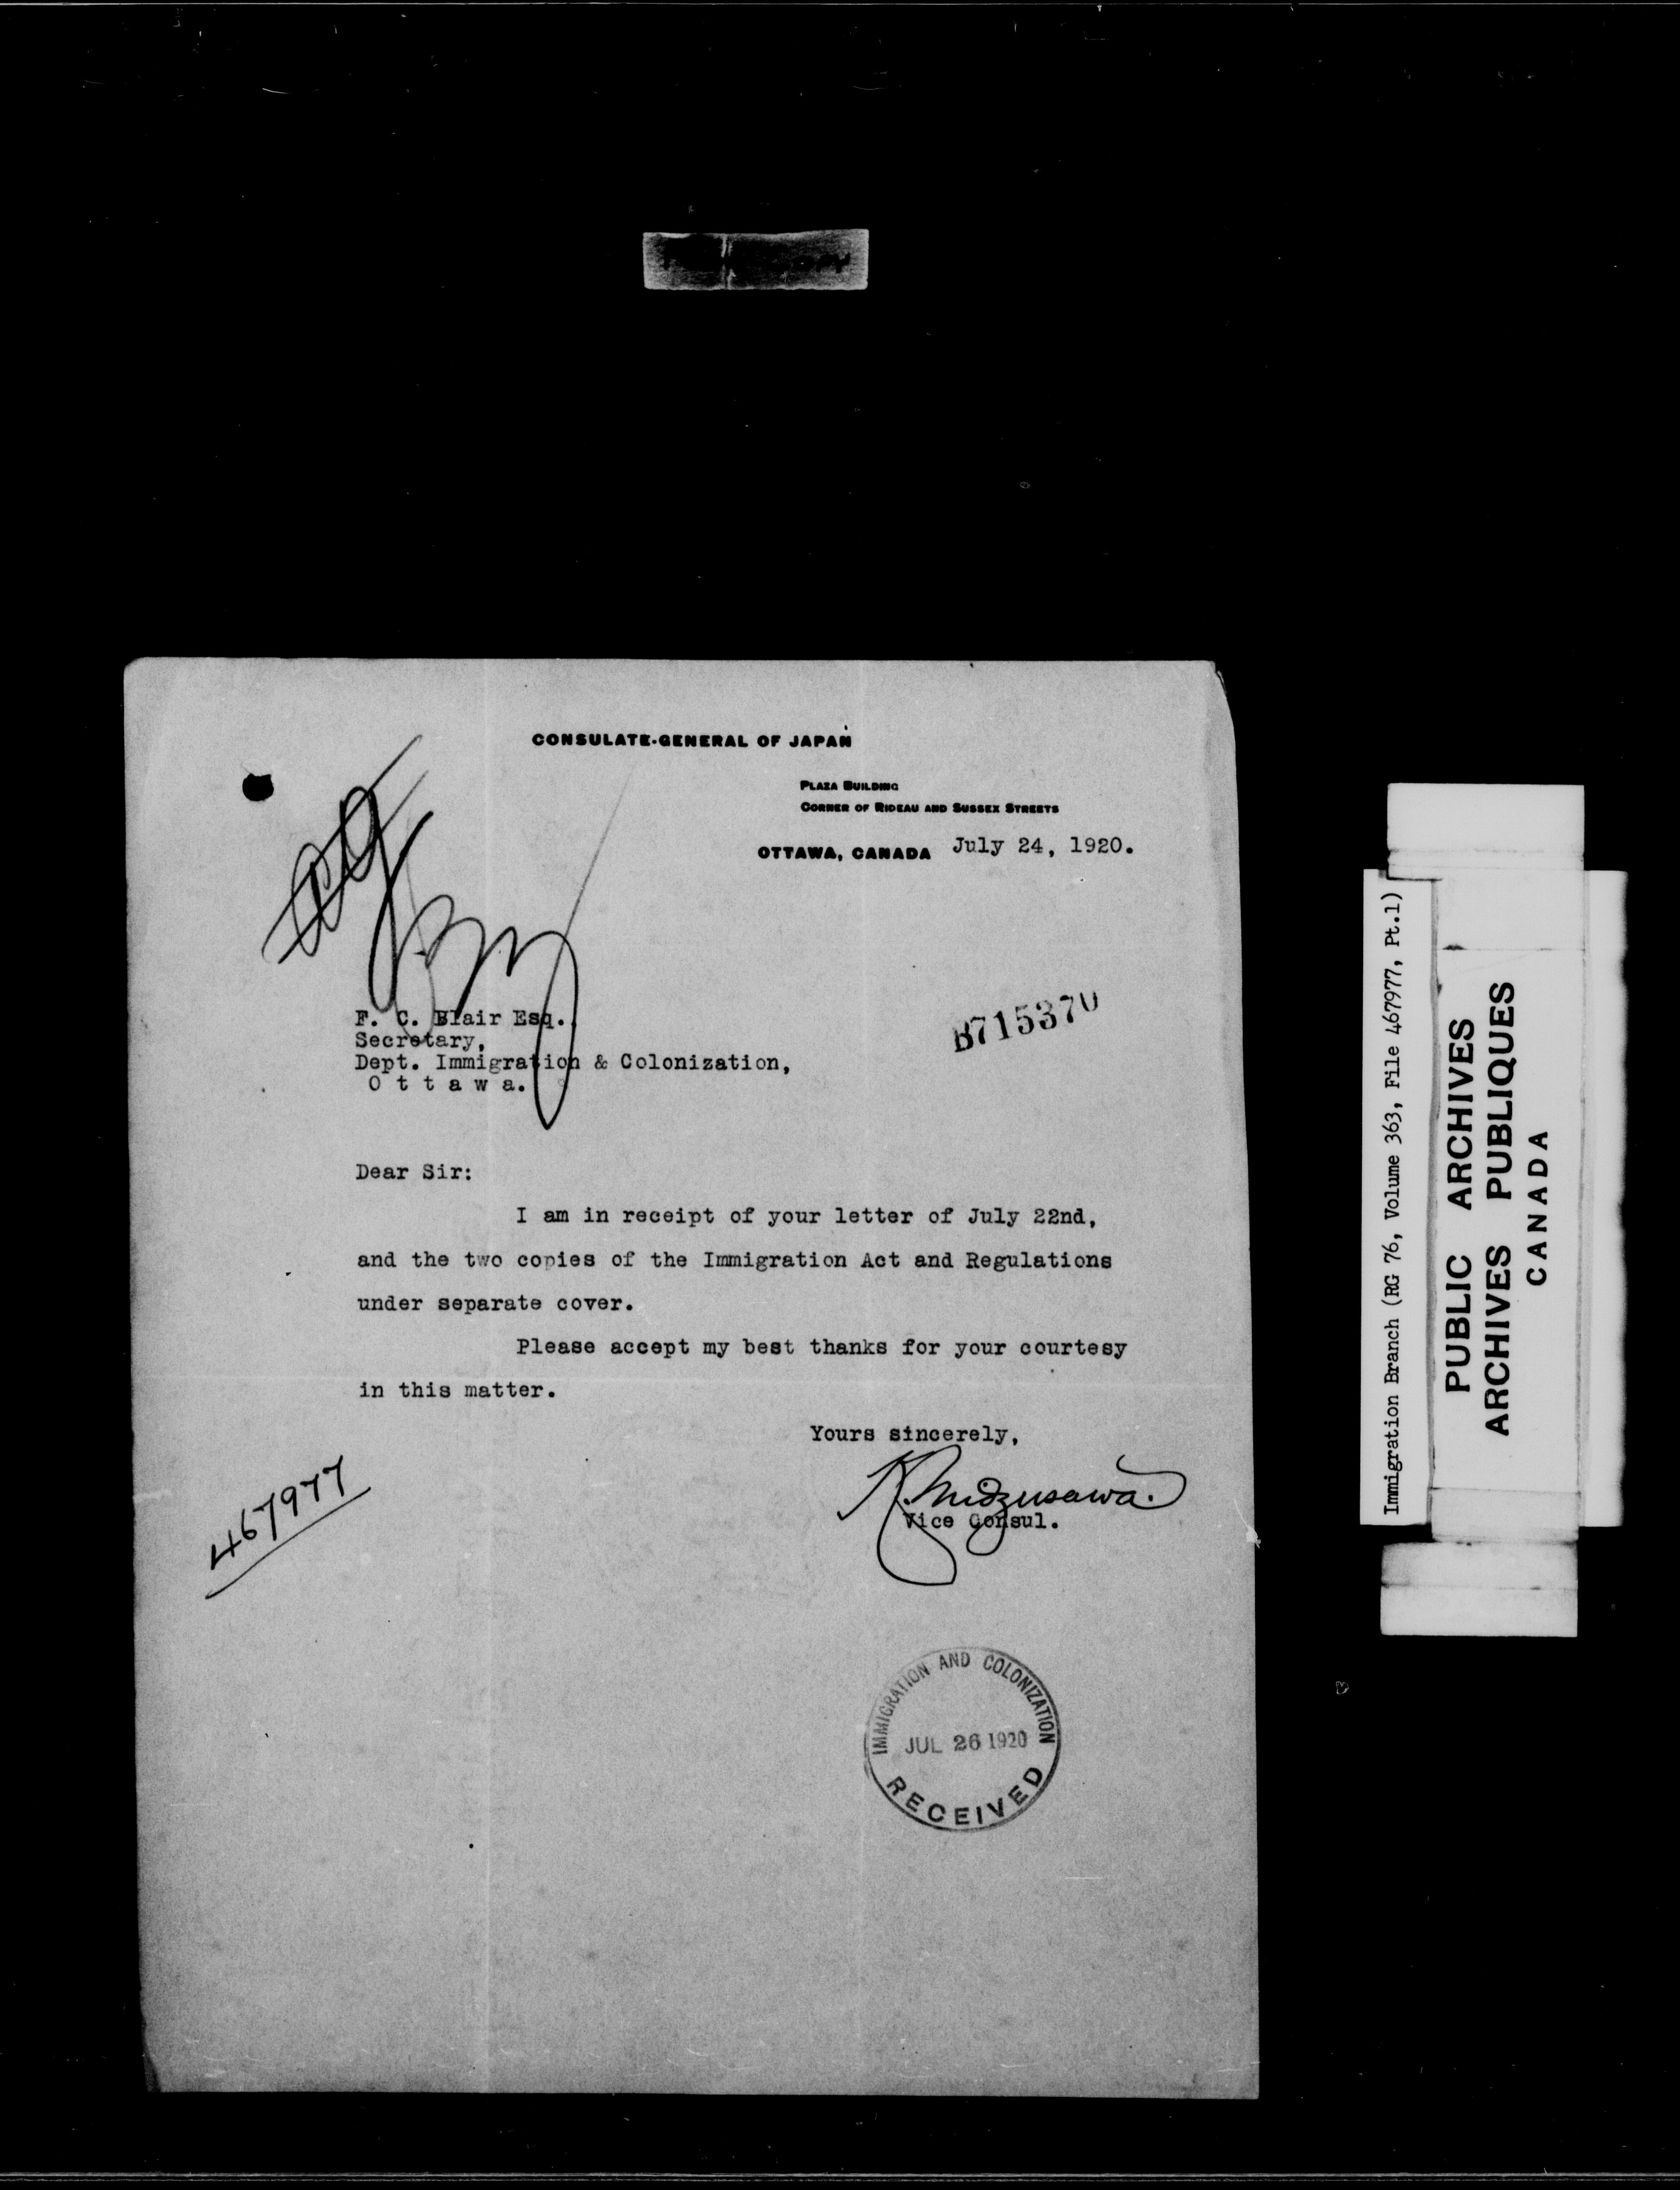 CONSULATE-GENERAL OF JAPAN
PLAZA BUILDING
CORNER OF RIDEAU AND SUSSEX STREETS
OTTAWA, CANADA July 24, 1920.
B715370
F. C. Blair Esq.
Secretary,
Dept. Immigration & Colonization,
O t t a w a.
Dear Sir:
I am in receipt of your letter of July 22nd,
and the two copies of the Immigration Act and Regulations
under separate cover.
Please accept my best thanks for your courtesy
in this matter.
Yours sincerely,
K. Midzusawa.
Vice Consul.
467977
IMMIGRATION AND COLONIZATION
JUL 26 1920
RECEIVED
Immigration Branch (RG 76, Volume 363, File 467977, Pt.1)
PUBLIC ARCHIVES
ARCHIVES PUBLIQUES
CANADA